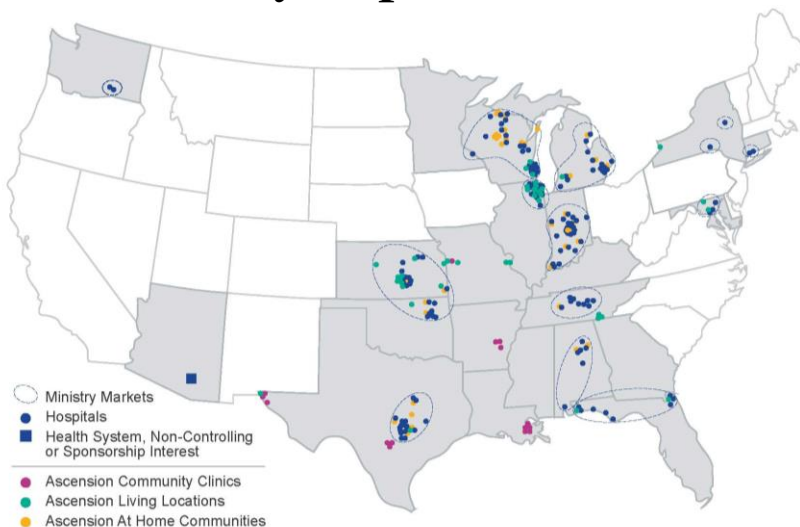 Ministry Markets
Hospitals
Health System, Non-Controlling
or Sponsorship Interest
Ascension Community Clinics
Ascension Living Locations
Ascension At Home Communities